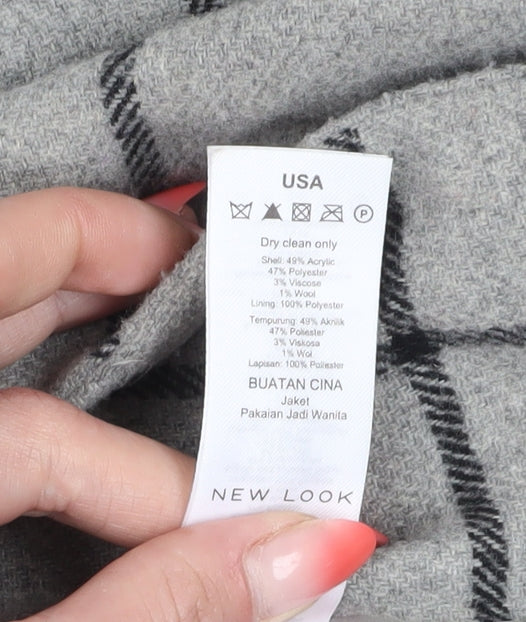 USA
P
Dry clean only
Shell: 49% Acrylic
47% Polyester
3% Viscose
1% Wool
Lining: 100% Polyester
Tempurung: 49% Akrilik
47% Poliester
3% Viskosa
1% Wol
Lapisan: 100% Poliester
BUATAN CINA
Jaket
Pakaian Jadi Wanita
NEW LOOK